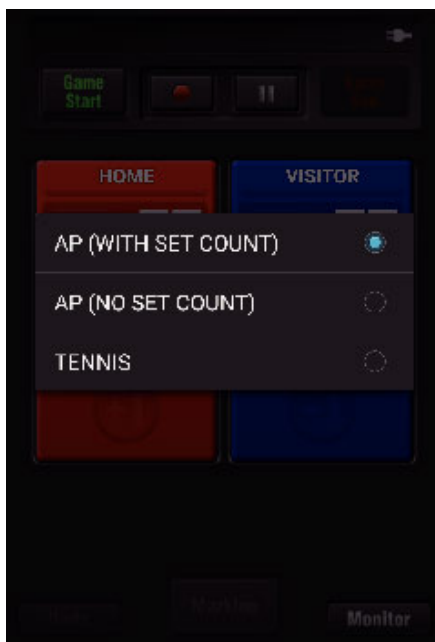 Game
Start
HOME
VISITOR
AP (WITH SET COUNT)
AP (NO SET COUNT)
TENNIS
Monitor